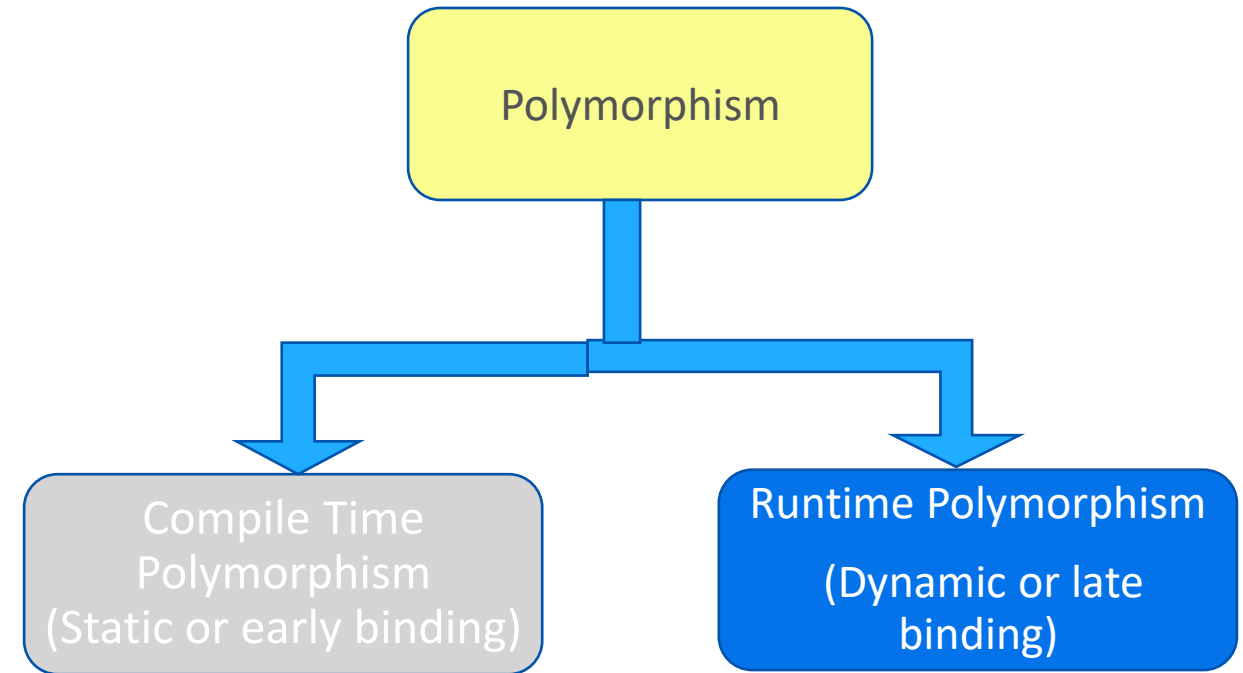 Polymorphism
Compile Time
Polymorphism
(Static or early binding)
Runtime Polymorphism
(Dynamic or late
binding)